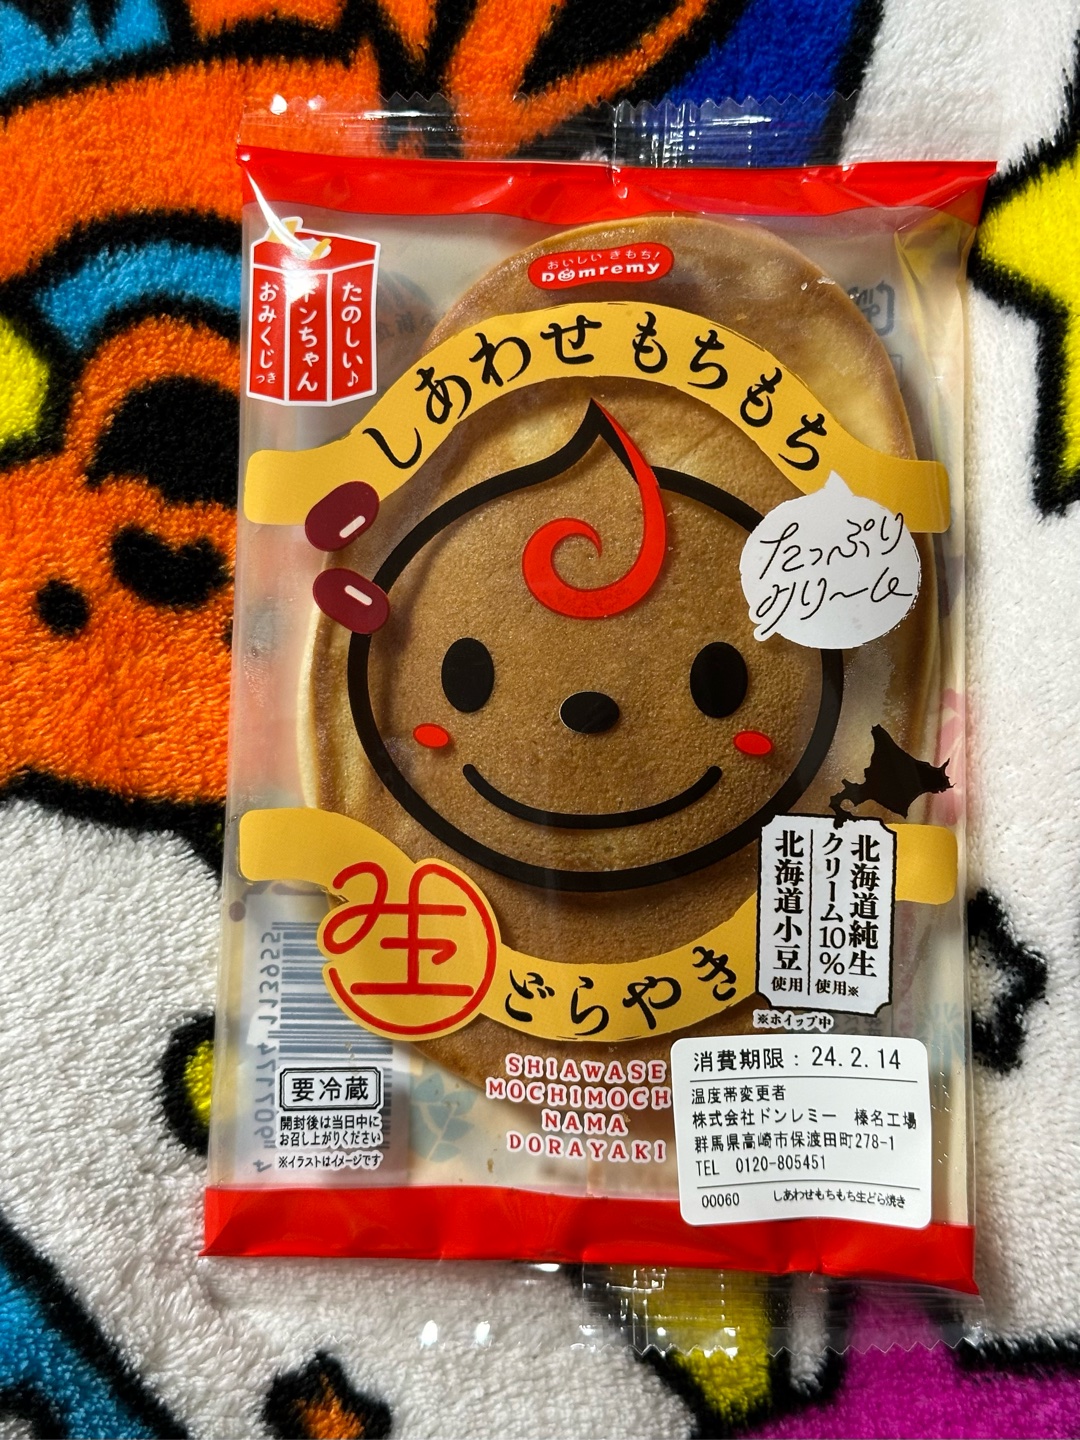 おいしい きもち!
Domremy
たのしい♪
ドンちゃん
おみくじつき
しあわせもちもち
たっぷり
クリーム
北海道純生
クリーム10%使用※
北海道小豆使用
※ホイップ中
生
どらやき
SHIAWASE
MOCHIMOCH
NAMA
DORAYAKI
要冷蔵
開封後は当日中に
お召し上がりください
※イラストはイメージです
消費期限: 24.2.14
温度帯変更者
株式会社ドンレミー 榛名工場
群馬県高崎市保渡田町278-1
TEL 0120-805451
00060 しあわせもちもち生どら焼き